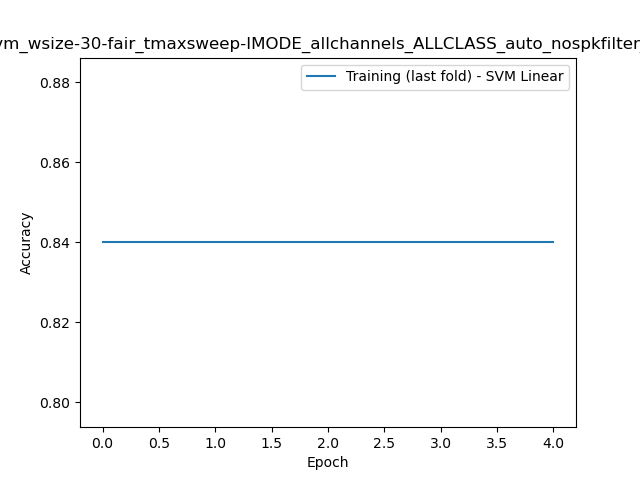 vm_wsize-30-fair_tmaxsweep-IMODE_allchannels_ALLCLASS_auto_nospkfilter_
Training (last fold) - SVM Linear
0.88
0.86
0.84
0.82
0.80
Accuracy
0.0 0.5 1.0 1.5 2.0 2.5 3.0 3.5 4.0
Epoch